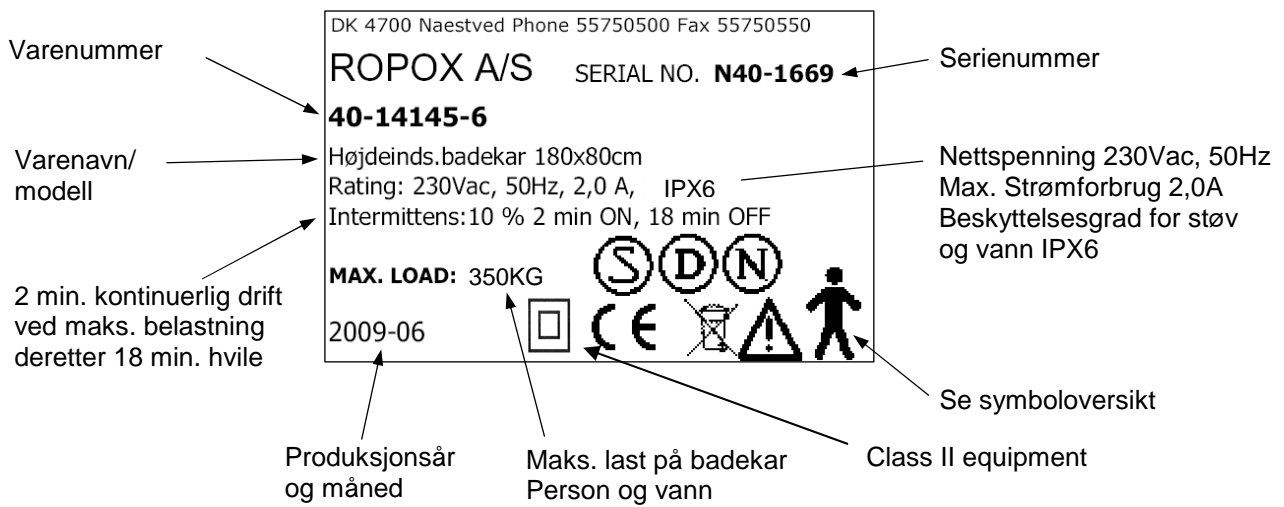 DK 4700 Naestved Phone 55750500 Fax 55750550
Varenummer
ROPOX A/S SERIAL NO. N40-1669
Serienummer
40-14145-6
Varenavn/
modell
Højdeinds.badekar 180x80cm
Rating: 230Vac, 50Hz, 2,0 A, IPX6
Intermittens:10 % 2 min ON, 18 min OFF
Nettspenning 230Vac, 50Hz
Max. Strømforbrug 2,0A
Beskyttelsesgrad for støv
og vann IPX6
S D N
MAX. LOAD: 350KG
2 min. kontinuerlig drift
ved maks. belastning
deretter 18 min. hvile
2009-06
CE
Se symboloversikt
Produksjonsår
og måned
Maks. last på badekar
Person og vann
Class II equipment